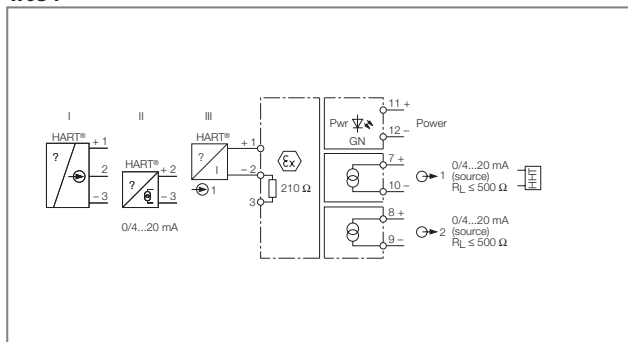 I
II
III
HART®
HART®
HART®
?
?
?
I
+ 1
2
– 3
+ 2
– 3
+ 1
– 2
3
1
0/4...20 mA
Ex
210 Ω
Pwr
GN
11 +
12 –
Power
7 +
10 –
1
0/4...20 mA
(source)
RL ≤ 500 Ω
HHT
8 +
9 –
2
0/4...20 mA
(source)
RL ≤ 500 Ω